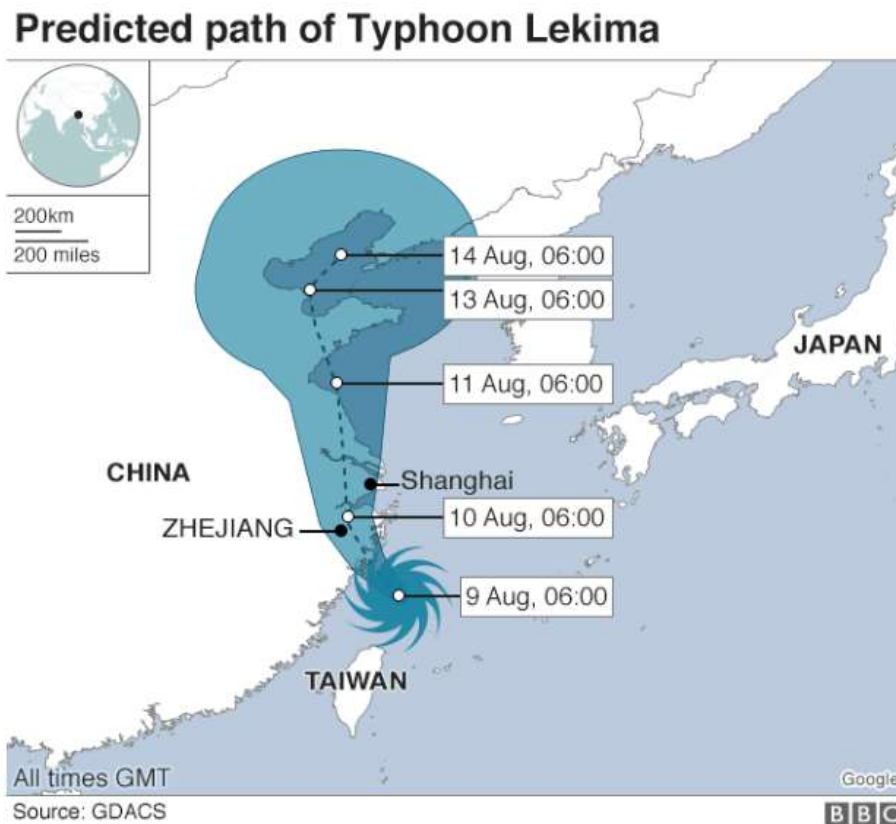 Predicted path of Typhoon Lekima
200km
200 miles
14 Aug, 06:00
13 Aug, 06:00
JAPAN
11 Aug, 06:00
CHINA
Shanghai
10 Aug, 06:00
ZHEJIANG
9 Aug, 06:00
TAIWAN
All times GMT
Google
Source: GDACS
BBC